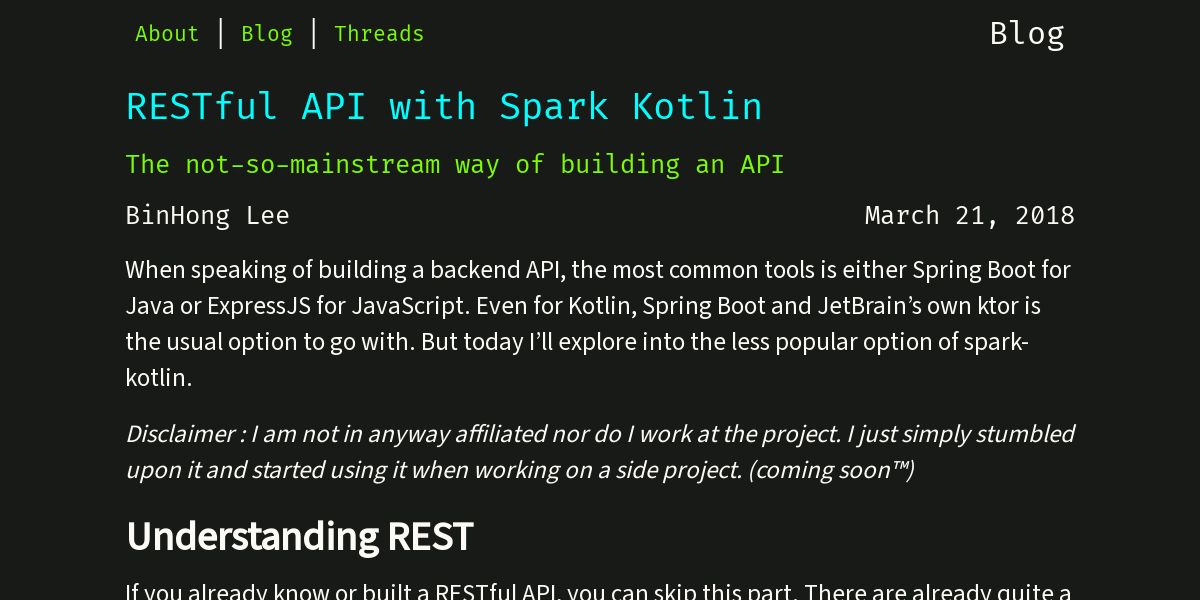 About | Blog | Threads Blog
RESTful API with Spark Kotlin
The not-so-mainstream way of building an API
BinHong Lee March 21, 2018
When speaking of building a backend API, the most common tools is either Spring Boot for
Java or ExpressJS for JavaScript. Even for Kotlin, Spring Boot and JetBrain’s own ktor is
the usual option to go with. But today I’ll explore into the less popular option of spark-
kotlin.
Disclaimer : I am not in anyway affiliated nor do I work at the project. I just simply stumbled
upon it and started using it when working on a side project. (coming soon™)
Understanding REST
If you already know or built a RESTful API, you can skip this part. There are already quite a